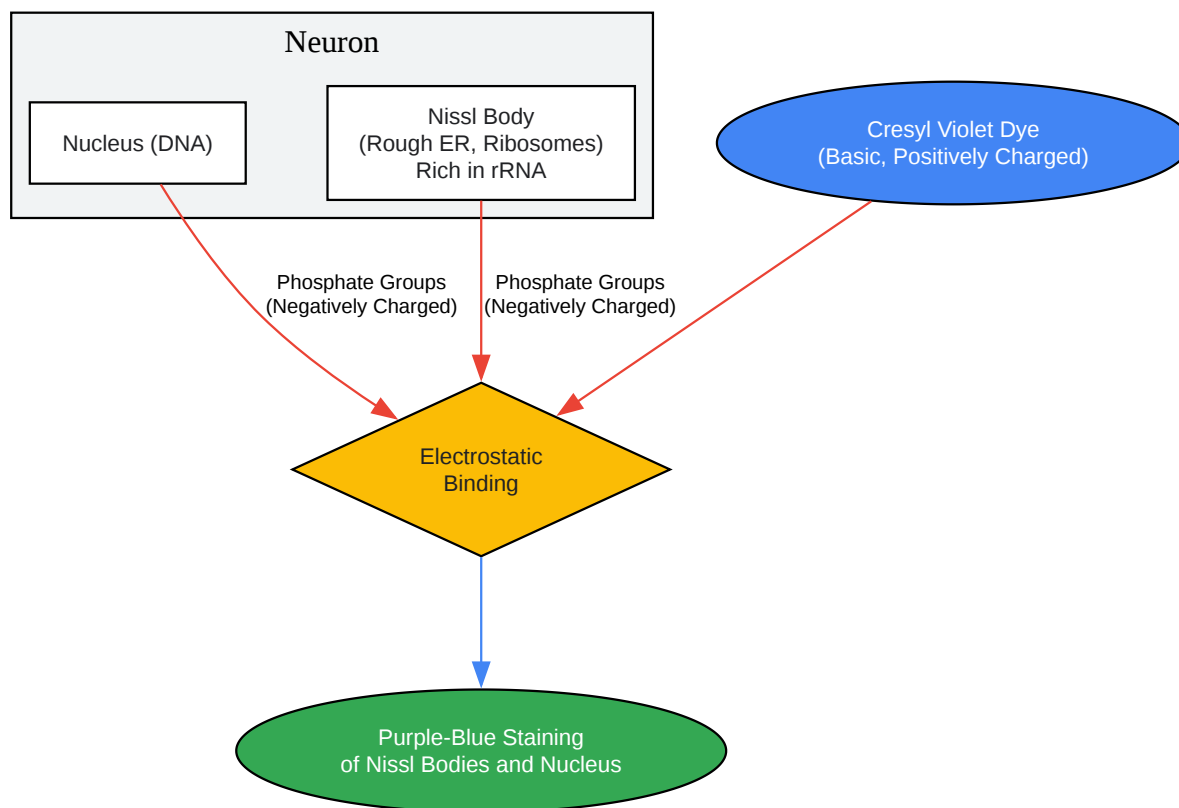 Neuron
Nucleus (DNA)
Nissl Body
(Rough ER, Ribosomes)
Rich in rRNA
Cresyl Violet Dye
(Basic, Positively Charged)
Phosphate Groups
(Negatively Charged)
Phosphate Groups
(Negatively Charged)
Electrostatic
Binding
Purple-Blue Staining
of Nissl Bodies and Nucleus